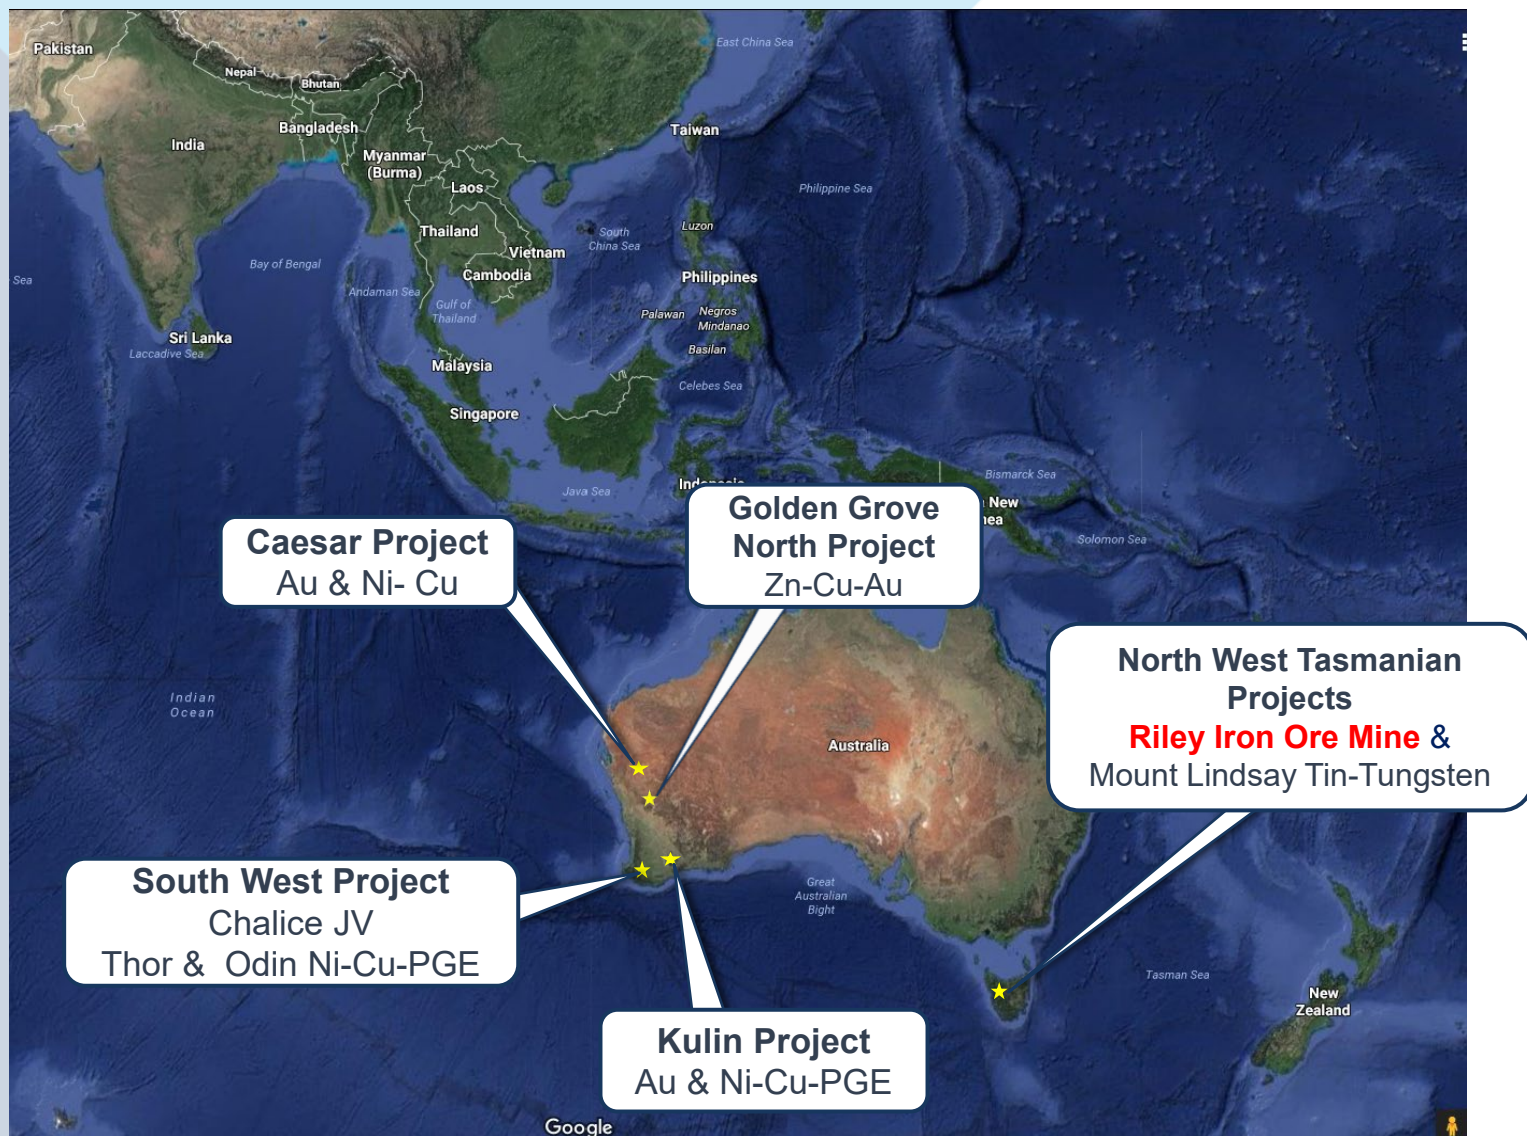 East China Sea
Pakistan
Nepal
Bhutan
Bangladesh
Taiwan
India
Myanmar
(Burma)
Laos
Philippine Sea
Thailand
Luzon
South
China Sea
Vietnam
Bay of Bengal
Cambodia
Philippines
Sea
Andaman Sea
Gulf of
Thailand
Palawan
Negros
Mindanao
Sri Lanka
Laccadive Sea
Basilan
Malaysia
Celebes Sea
Singapore
Bismarck Sea
Java Sea
New
Solomon Sea
Caesar Project
Au & Ni- Cu
Golden Grove
North Project
Zn-Cu-Au
North West Tasmanian
Projects
Riley Iron Ore Mine &
Mount Lindsay Tin-Tungsten
Indian
Ocean
Australia
South West Project
Chalice JV
Thor & Odin Ni-Cu-PGE
Great
Australian
Bight
Tasman Sea
New
Zealand
Kulin Project
Au & Ni-Cu-PGE
Google